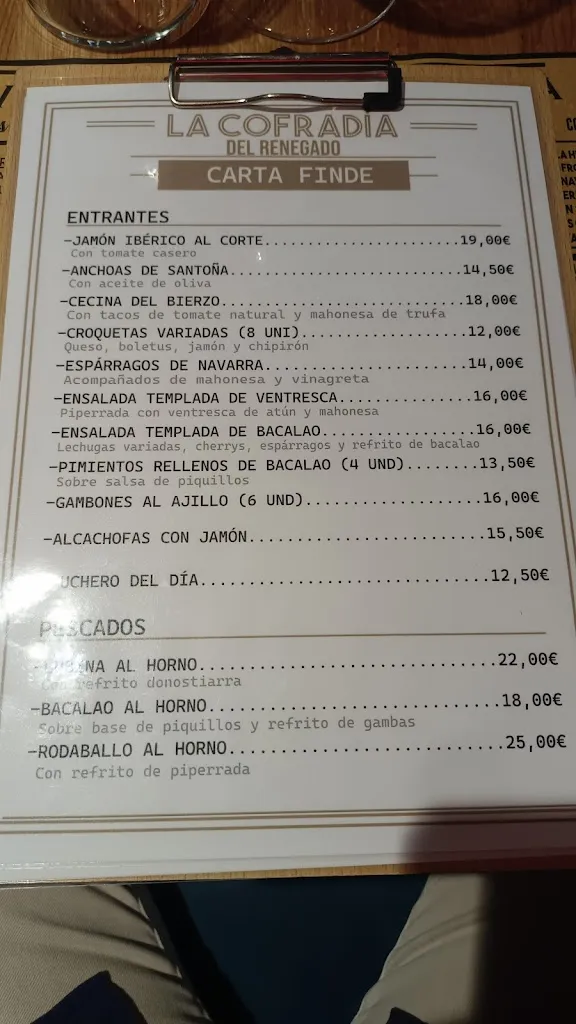 LA COFRADÍA
DEL RENEGADO
CARTA FINDE
ENTRANTES
-JAMÓN IBÉRICO AL CORTE........................19,00€
Con tomate casero
-ANCHOAS DE SANTOÑA............................14,50€
Con aceite de oliva
-CECINA DEL BIERZO..............................18,00€
Con tacos de tomate natural y mahonesa de trufa
-CROQUETAS VARIADAS (8 UNI)....................12,00€
Queso, boletus, jamón y chipirón
-ESPÁRRAGOS DE NAVARRA.........................14,00€
Acompañados de mahonesa y vinagreta
-ENSALADA TEMPLADA DE VENTRESCA................16,00€
Piperrada con ventresca de atún y mahonesa
-ENSALADA TEMPLADA DE BACALAO..................16,00€
Lechugas variadas, cherrys, espárragos y refrito de bacalao
-PIMIENTOS RELLENOS DE BACALAO (4 UND)........13,50€
Sobre salsa de piquillos
-GAMBONES AL AJILLO (6 UND)....................16,00€
-ALCACHOFAS CON JAMÓN..........................15,50€
UCHERO DEL DÍA................................12,50€
PESCADOS
-LUBINA AL HORNO...............................22,00€
Con refrito donostiarra
-BACALAO AL HORNO..............................18,00€
Sobre base de piquillos y refrito de gambas
-RODABALLO AL HORNO............................25,00€
Con refrito de piperrada